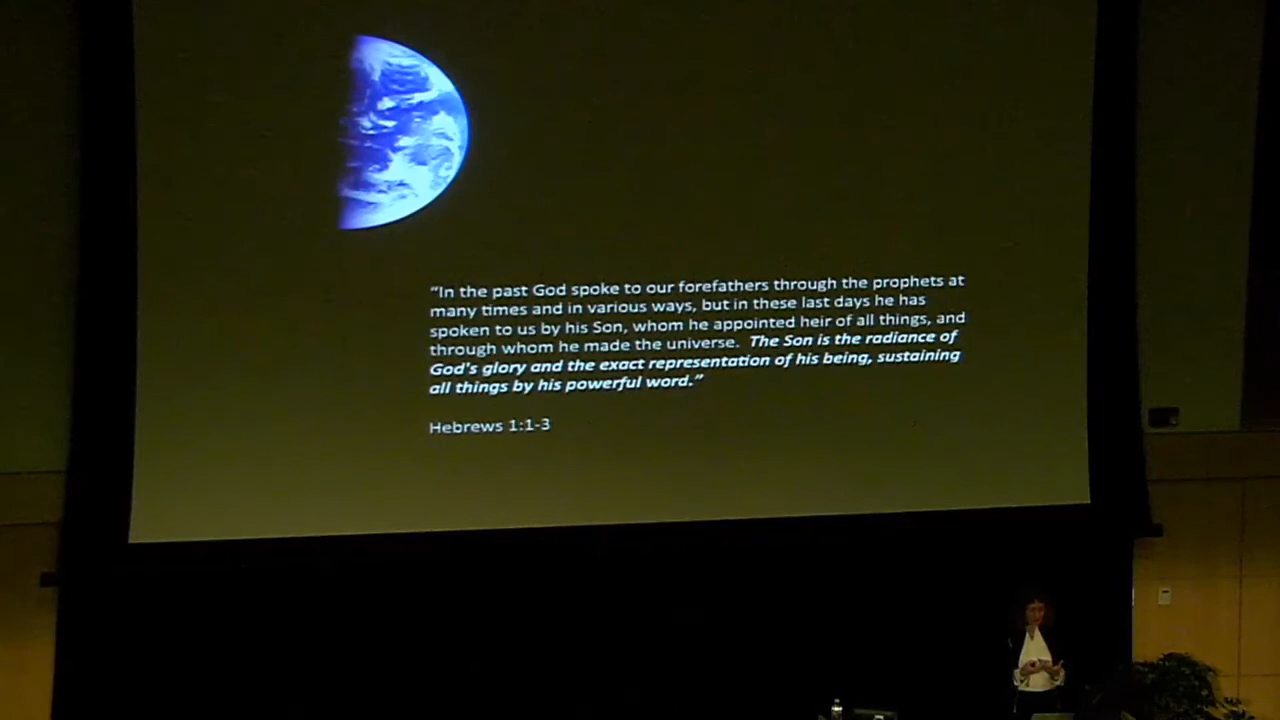 “In the past God spoke to our forefathers through the prophets at
many times and in various ways, but in these last days he has
spoken to us by his Son, whom he appointed heir of all things, and
through whom he made the universe. The Son is the radiance of
God's glory and the exact representation of his being, sustaining
all things by his powerful word.”
Hebrews 1:1-3